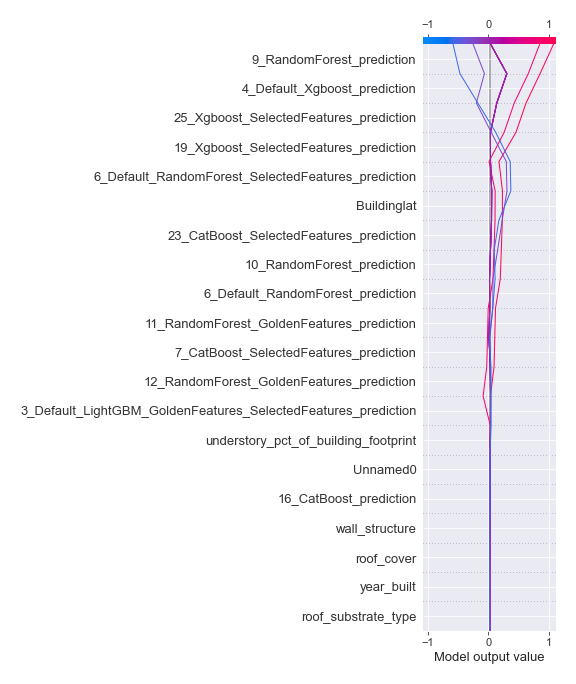 −1 0 1
9_RandomForest_prediction
4_Default_Xgboost_prediction
25_Xgboost_SelectedFeatures_prediction
19_Xgboost_SelectedFeatures_prediction
6_Default_RandomForest_SelectedFeatures_prediction
Buildinglat
23_CatBoost_SelectedFeatures_prediction
10_RandomForest_prediction
6_Default_RandomForest_prediction
11_RandomForest_GoldenFeatures_prediction
7_CatBoost_SelectedFeatures_prediction
12_RandomForest_GoldenFeatures_prediction
3_Default_LightGBM_GoldenFeatures_SelectedFeatures_prediction
understory_pct_of_building_footprint
Unnamed0
16_CatBoost_prediction
wall_structure
roof_cover
year_built
roof_substrate_type
−1 0 1
Model output value